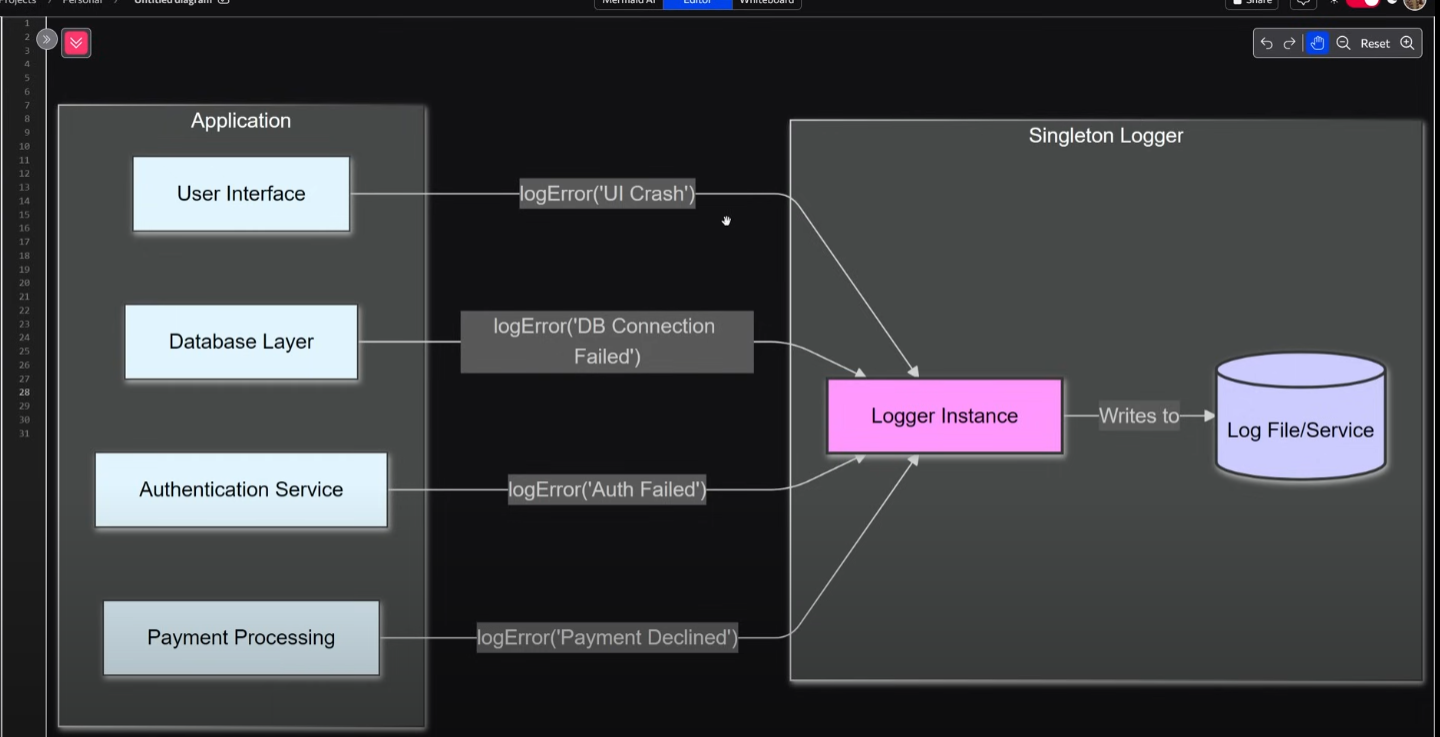 Projects Personal Untitled diagram
Mermaid AI Editor Whiteboard
Share
Reset
1
2
3
4
5
6
7
8
9
10
11
12
13
14
15
16
17
18
19
20
21
22
23
24
25
26
27
28
29
30
31
Application
User Interface
Database Layer
Authentication Service
Payment Processing
logError('UI Crash')
logError('DB Connection
Failed')
logError('Auth Failed')
logError('Payment Declined')
Singleton Logger
Logger Instance
Writes to
Log File/Service